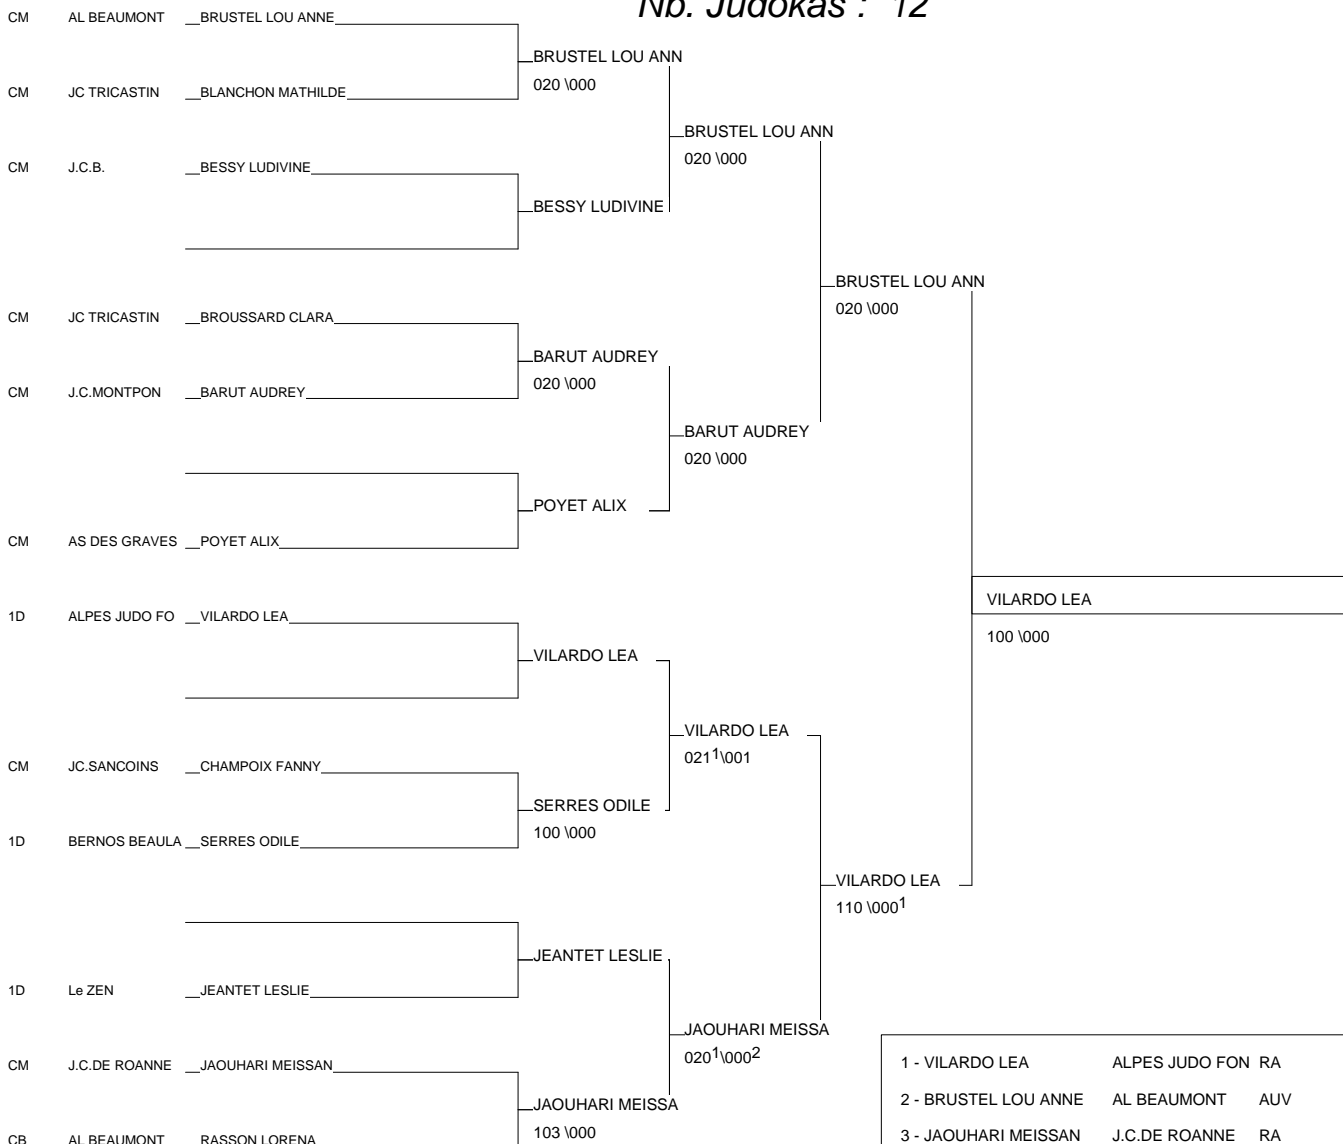 Nb. Judokas : 12
CM AL BEAUMONT BRUSTEL LOU ANNE
BRUSTEL LOU ANN
020 \000
CM JC TRICASTIN BLANCHON MATHILDE
BRUSTEL LOU ANN
020 \000
CM J.C.B. BESSY LUDIVINE
BESSY LUDIVINE
BRUSTEL LOU ANN
020 \000
CM JC TRICASTIN BROUSSARD CLARA
BARUT AUDREY
020 \000
CM J.C.MONTPON BARUT AUDREY
BARUT AUDREY
020 \000
POYET ALIX
CM AS DES GRAVES POYET ALIX
VILARDO LEA
100 \000
1D ALPES JUDO FO VILARDO LEA
VILARDO LEA
VILARDO LEA
021¹\001
CM JC.SANCOINS CHAMPOIX FANNY
SERRES ODILE
100 \000
1D BERNOS BEAULA SERRES ODILE
VILARDO LEA
110 \000¹
JEANTET LESLIE
1D Le ZEN JEANTET LESLIE
JAOUHARI MEISSA
020¹\000²
CM J.C.DE ROANNE JAOUHARI MEISSAN
JAOUHARI MEISSA
103 \000
CB AL BEAUMONT RASSON LORENA
1 - VILARDO LEA ALPES JUDO FON RA
2 - BRUSTEL LOU ANNE AL BEAUMONT AUV
3 - JAOUHARI MEISSAN J.C.DE ROANNE RA